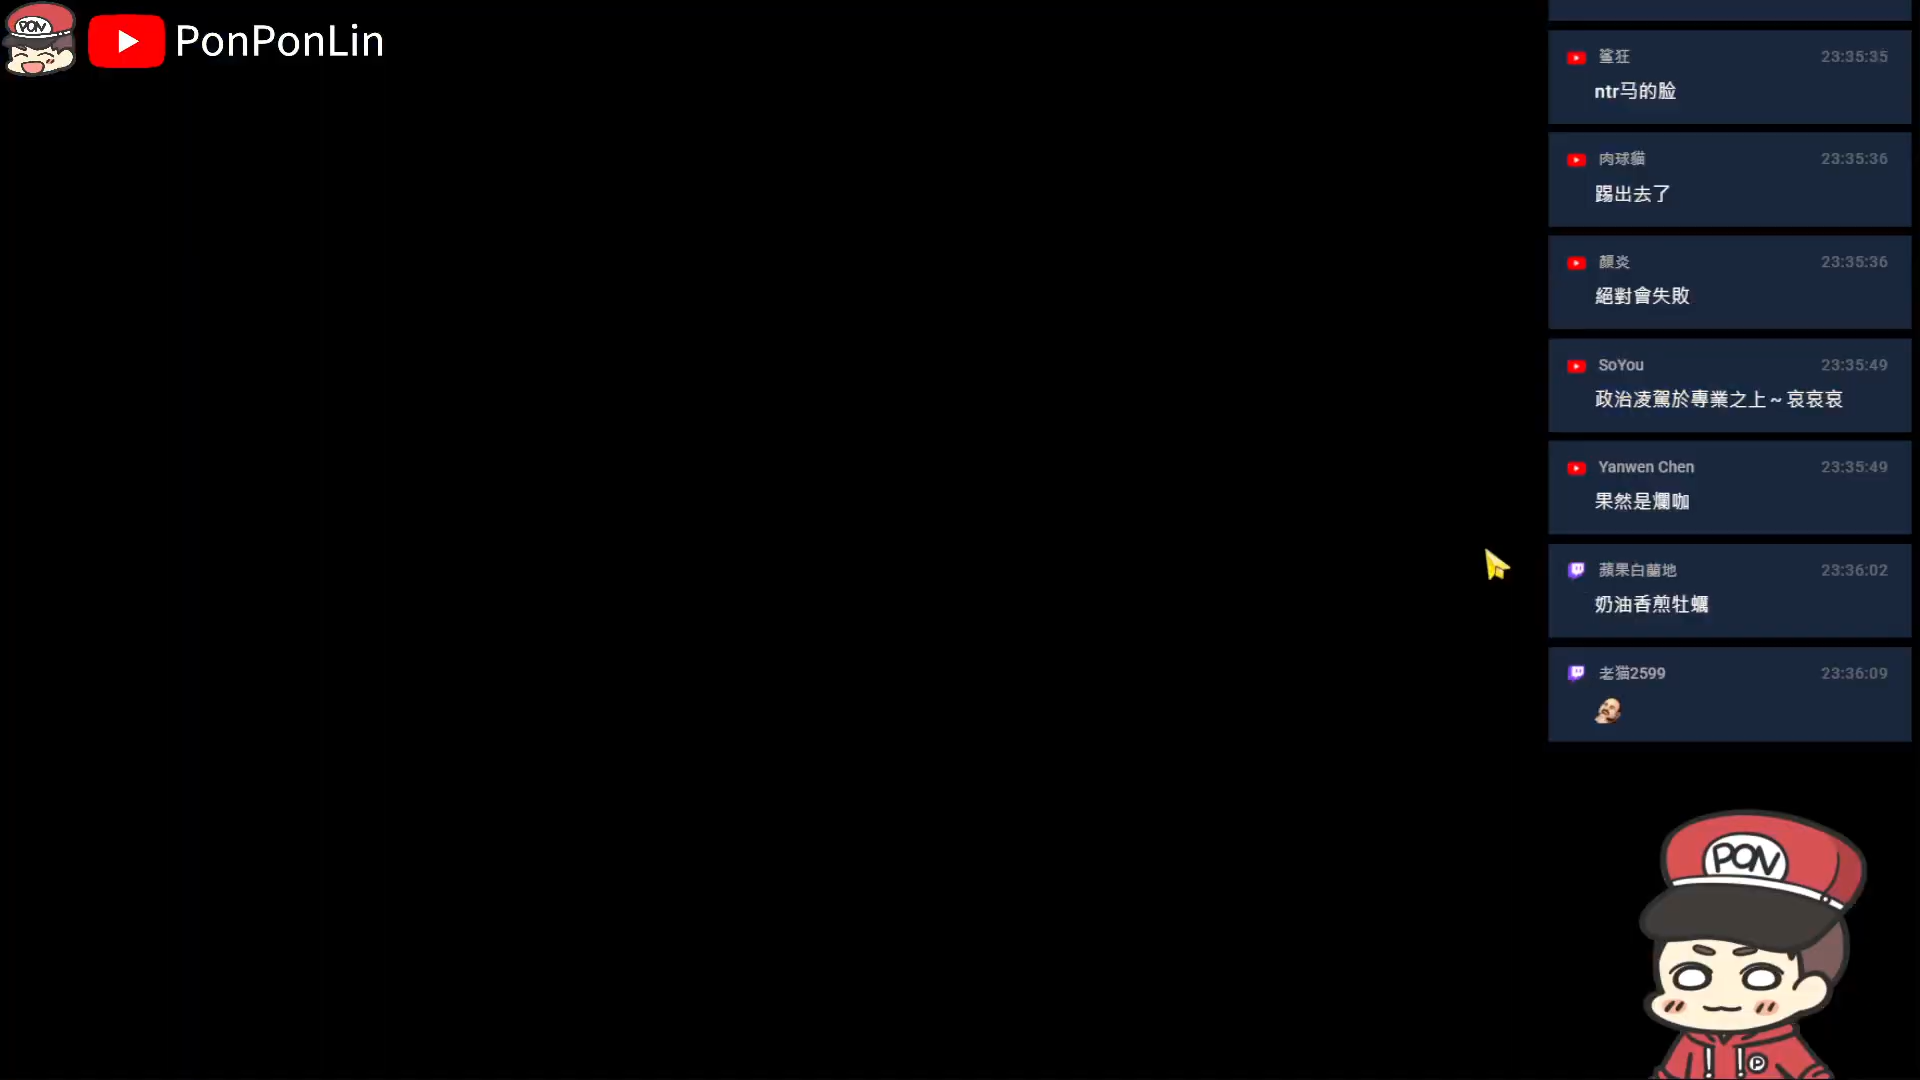 PON
PonPonLin
鯊狂 23:35:35
ntr马的脸
肉球貓 23:35:36
踢出去了
顏炎 23:35:36
絕對會失敗
SoYou 23:35:49
政治凌駕於專業之上～哀哀哀
Yanwen Chen 23:35:49
果然是爛咖
蘋果白蘭地 23:36:02
奶油香煎牡蠣
老猫2599 23:36:09
PON
P